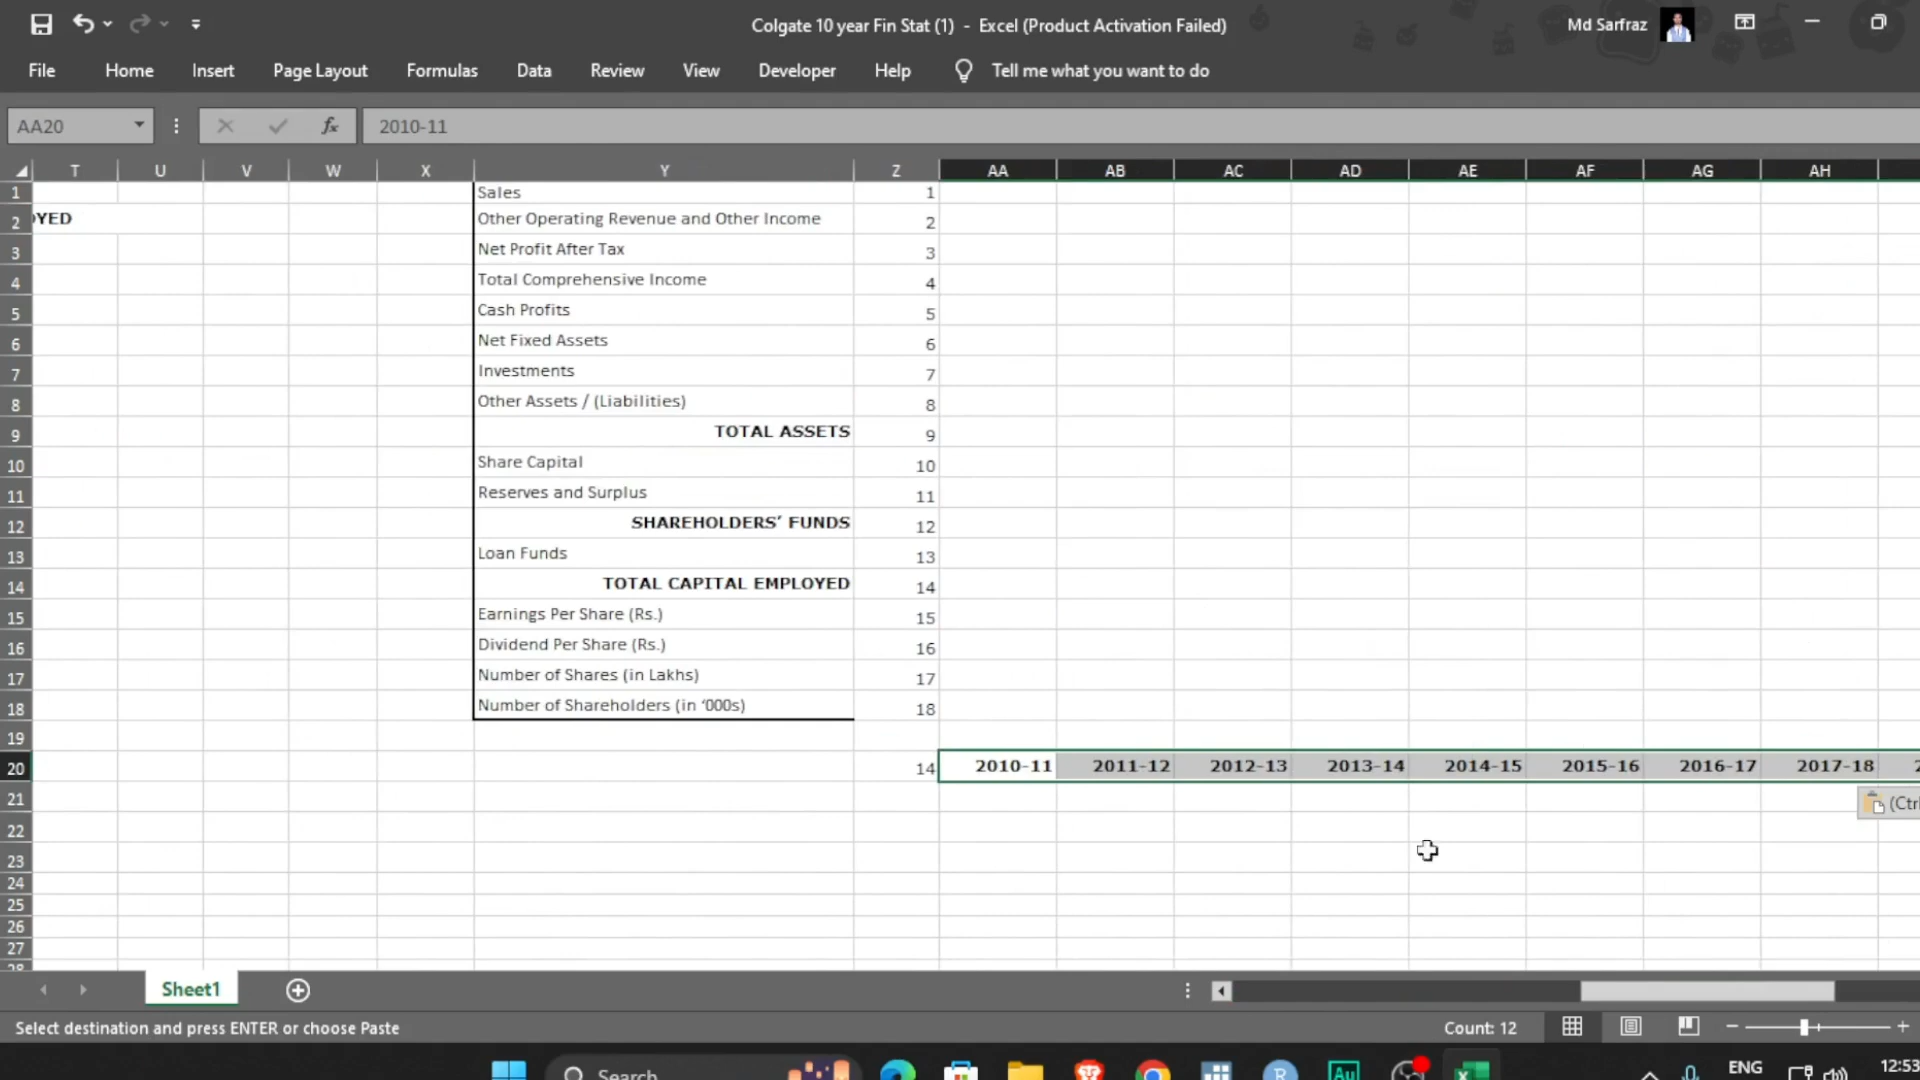 Colgate 10 year Fin Stat (1) - Excel (Product Activation Failed)
Md Sarfraz
File Home Insert Page Layout Formulas Data Review View Developer Help Tell me what you want to do
AA20 fx 2010-11
T U V W X Y Z AA AB AC AD AE AF AG AH
1 Sales 1
2 OYED Other Operating Revenue and Other Income 2
3 Net Profit After Tax 3
4 Total Comprehensive Income 4
5 Cash Profits 5
6 Net Fixed Assets 6
7 Investments 7
8 Other Assets / (Liabilities) 8
9 TOTAL ASSETS 9
10 Share Capital 10
11 Reserves and Surplus 11
12 SHAREHOLDERS’ FUNDS 12
13 Loan Funds 13
14 TOTAL CAPITAL EMPLOYED 14
15 Earnings Per Share (Rs.) 15
16 Dividend Per Share (Rs.) 16
17 Number of Shares (in Lakhs) 17
18 Number of Shareholders (in ‘000s) 18
19
20 14 2010-11 2011-12 2012-13 2013-14 2014-15 2015-16 2016-17 2017-18 2
21 (Ctr
22
23
24
25
26
27
28
Sheet1
Select destination and press ENTER or choose Paste
Count: 12
Search
Au
R
ENG
12:53